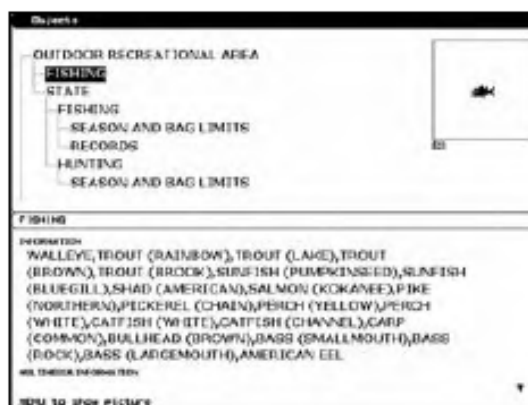 Objects
OUTDOOR RECREATIONAL AREA
FISHING
STATE
FISHING
SEASON AND BAG LIMITS
RECORDS
HUNTING
SEASON AND BAG LIMITS
FISHING
INFORMATION
WALLEYE,TROUT (RAINBOW),TROUT (LAKE),TROUT
(BROWN),TROUT (BROOK),SUNFISH (PUMPKINSEED),SUNFISH
(BLUEGILL),SHAD (AMERICAN),SALMON (KOKANEE),PIKE
(NORTHERN),PICKEREL (CHAIN),PERCH (YELLOW),PERCH
(WHITE),CATFISH (WHITE),CATFISH (CHANNEL),CARP
(COMMON),BULLHEAD (BROWN),BASS (SMALLMOUTH),BASS
(ROCK),BASS (LARGEMOUTH),AMERICAN EEL
MULTIMEDIA INFORMATION
to show picture